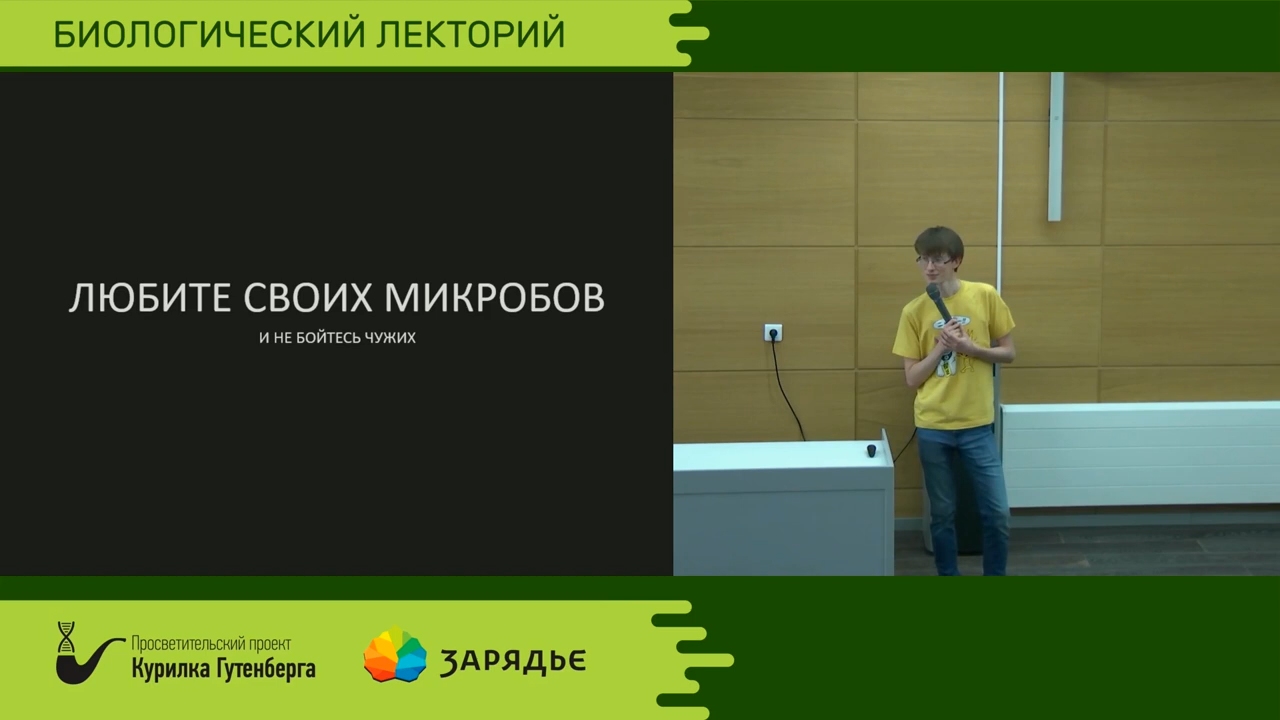 БИОЛОГИЧЕСКИЙ ЛЕКТОРИЙ
ЛЮБИТЕ СВОИХ МИКРОБОВ
И НЕ БОЙТЕСЬ ЧУЖИХ
Просветительский проект
Курилка Гутенберга
ЗАРЯДЬЕ